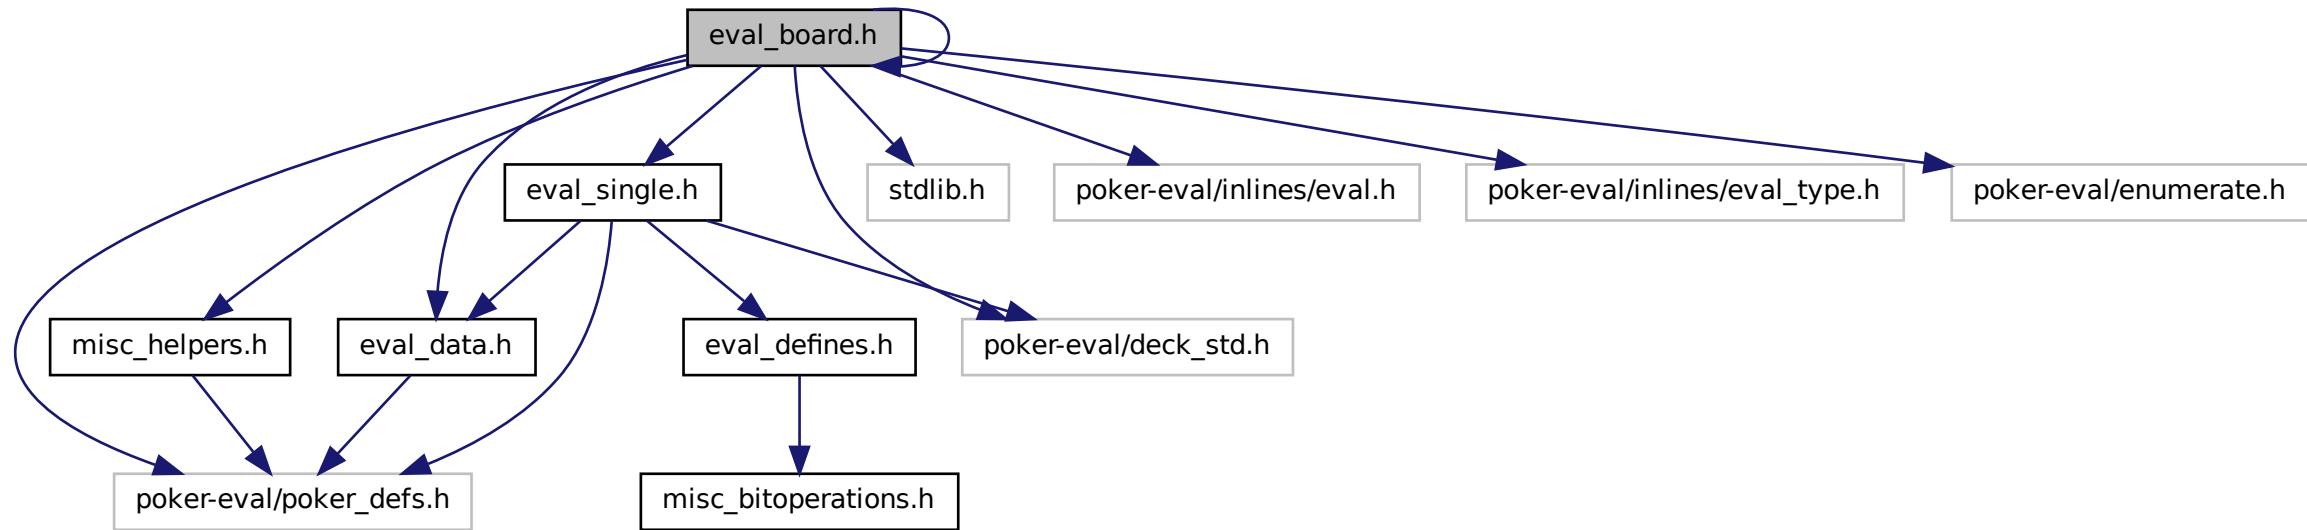 eval_board.h
eval_single.h
stdlib.h
poker-eval/inlines/eval.h
poker-eval/inlines/eval_type.h
poker-eval/enumerate.h
misc_helpers.h
eval_data.h
eval_defines.h
poker-eval/deck_std.h
poker-eval/poker_defs.h
misc_bitoperations.h